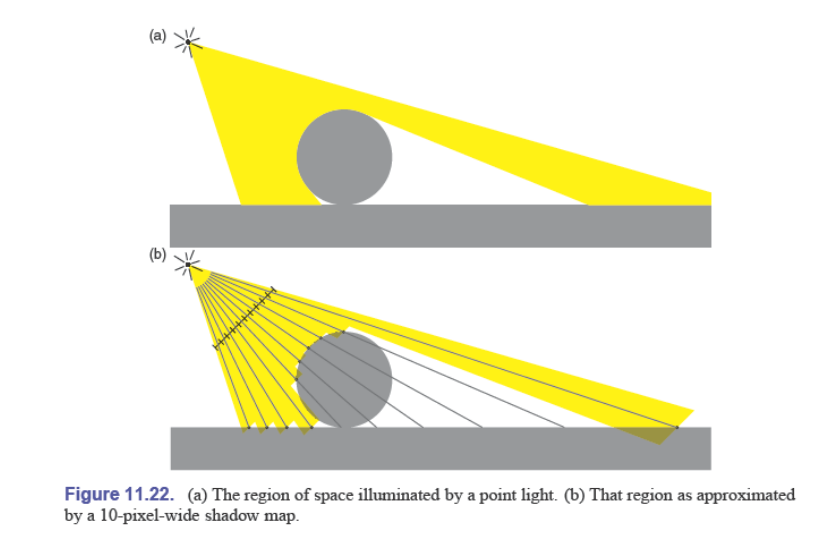 (a)
(b)
Figure 11.22. (a) The region of space illuminated by a point light. (b) That region as approximated
by a 10-pixel-wide shadow map.